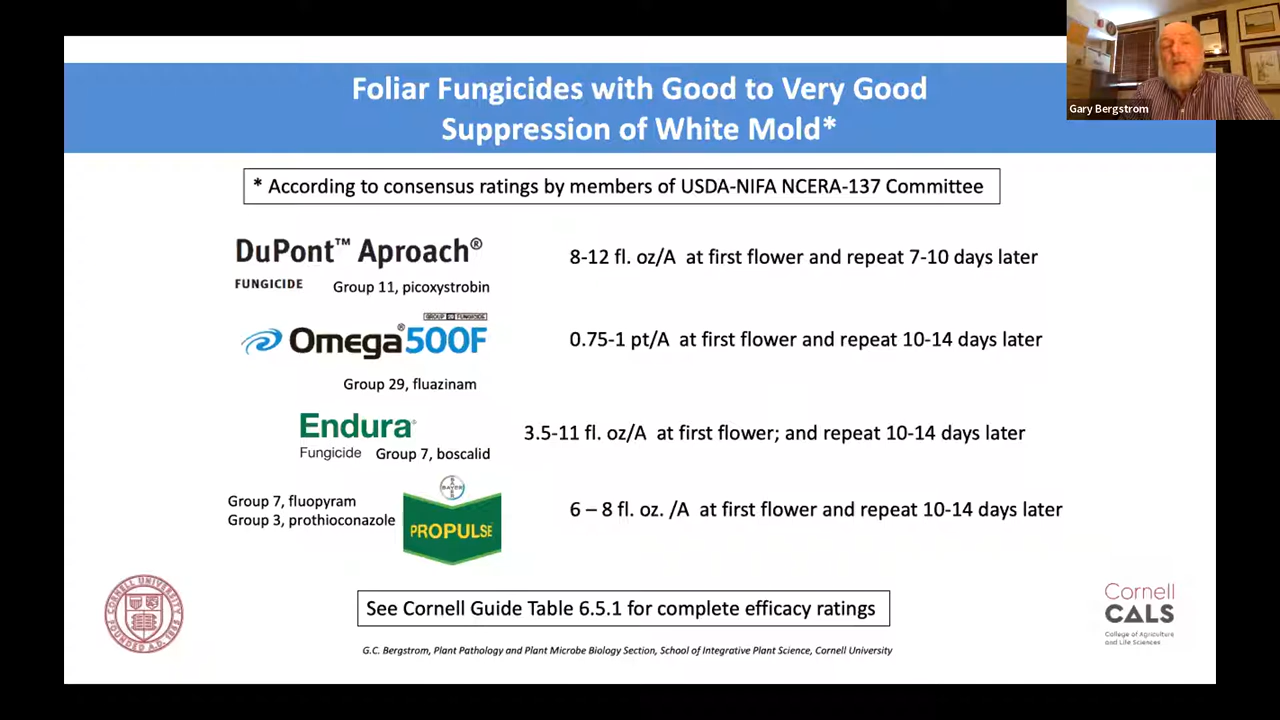 Gary Bergstrom
Foliar Fungicides with Good to Very Good
Suppression of White Mold*
* According to consensus ratings by members of USDA-NIFA NCERA-137 Committee
DuPont™ Aproach®
FUNGICIDE
Group 11, picoxystrobin
8-12 fl. oz/A at first flower and repeat 7-10 days later
GROUP 29 FUNGICIDE
Omega®500F
Group 29, fluazinam
0.75-1 pt/A at first flower and repeat 10-14 days later
Endura®
Fungicide
Group 7, boscalid
3.5-11 fl. oz/A at first flower; and repeat 10-14 days later
Group 7, fluopyram
Group 3, prothioconazole
BAYER
PROPULSE
6 – 8 fl. oz. /A at first flower and repeat 10-14 days later
CORNELL UNIVERSITY
FOUNDED A.D. 1865
See Cornell Guide Table 6.5.1 for complete efficacy ratings
Cornell
CALS
College of Agriculture
and Life Sciences
G.C. Bergstrom, Plant Pathology and Plant Microbe Biology Section, School of Integrative Plant Science, Cornell University